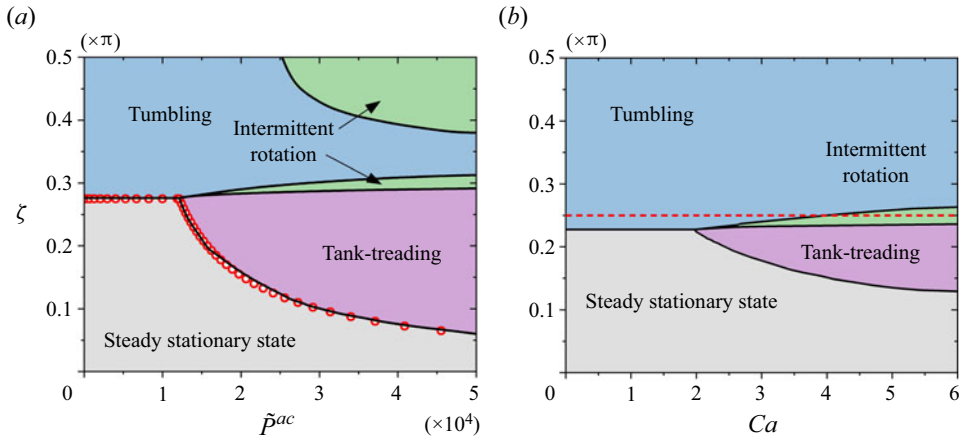 (a)
(×π)
0.5
0.4
0.3
ζ
0.2
0.1
0
Tumbling
Intermittent
rotation
Tank-treading
Steady stationary state
0 1 2 3 4 5
P̃ᵃᶜ
(×10⁴)
(b)
(×π)
0.5
0.4
0.3
0.2
0.1
Tumbling
Intermittent
rotation
Tank-treading
Steady stationary state
0 1 2 3 4 5 6
Ca